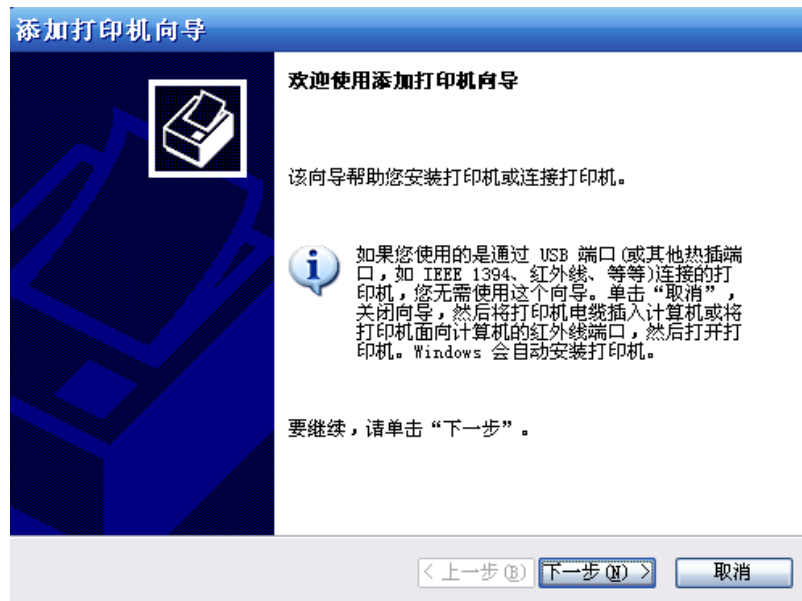 添加打印机向导
欢迎使用添加打印机向导
该向导帮助您安装打印机或连接打印机。
如果您使用的是通过 USB 端口(或其他热插端
口，如 IEEE 1394、红外线、等等)连接的打
印机，您无需使用这个向导。单击“取消”，
关闭向导，然后将打印机电缆插入计算机或将
打印机面向计算机的红外线端口，然后打开打
印机。Windows 会自动安装打印机。
要继续，请单击“下一步”。
< 上一步(B) 下一步(N) > 取消